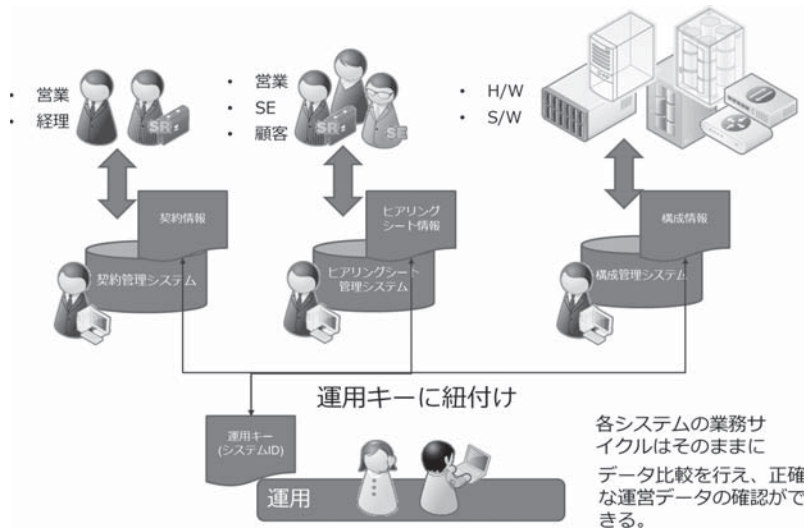 • 営業
• 経理
SR
• 営業
• SE
• 顧客
SR
SE
• H/W
• S/W
契約情報
契約管理システム
ヒアリング
シート情報
ヒアリングシート
管理システム
構成情報
構成管理システム
運用キーに紐付け
運用キー
(システムID)
運用
各システムの業務サ
イクルはそのままに
データ比較を行え、正確
な運営データの確認がで
きる。